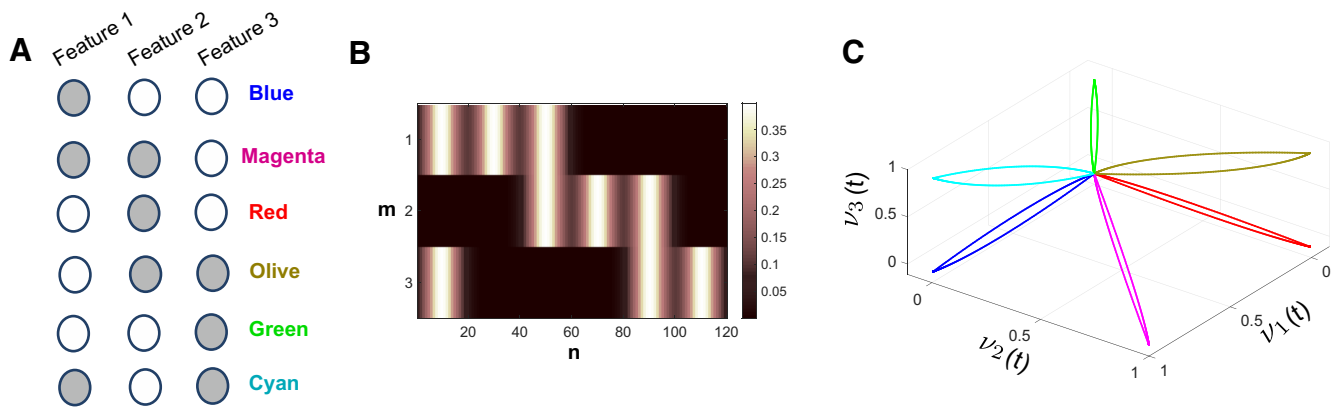 A
Feature 1
Feature 2
Feature 3
Blue
Magenta
Red
Olive
Green
Cyan
B
m
1
2
3
20 40 60 80 100 120
n
0.35
0.3
0.25
0.2
0.15
0.1
0.05
C
ν3(t)
1
0.5
0
0
0.5
1
ν2(t)
1
0.5
0
ν1(t)